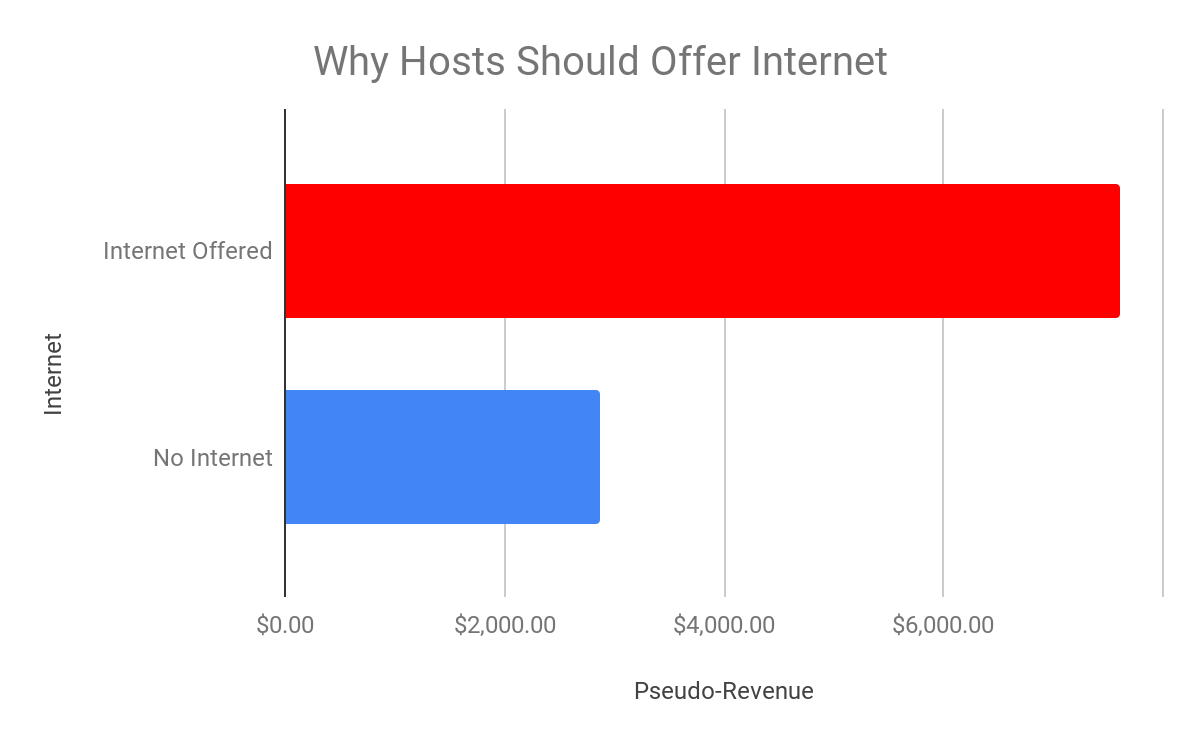 Why Hosts Should Offer Internet
Internet Offered
Internet
No Internet
$0.00
$2,000.00
$4,000.00
$6,000.00
Pseudo-Revenue